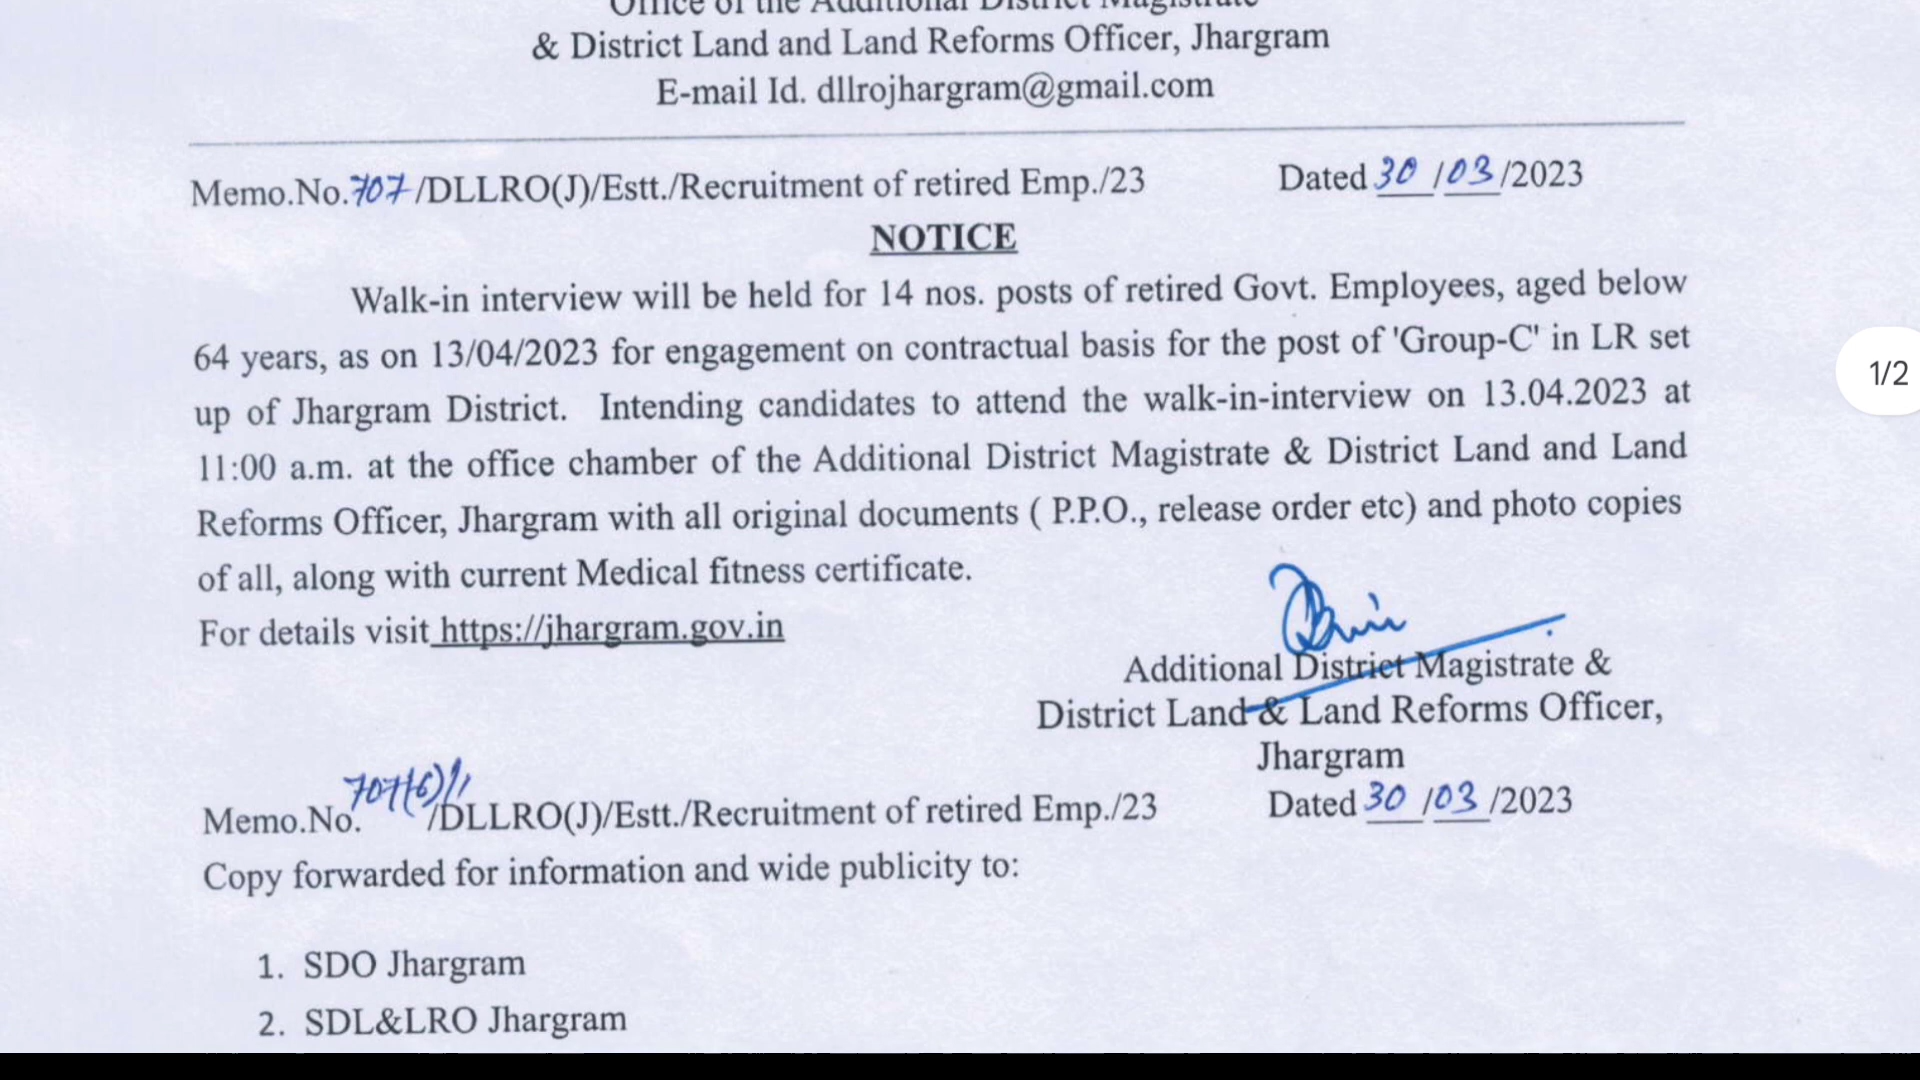 Office of the Additional District Magistrate
& District Land and Land Reforms Officer, Jhargram
E-mail Id. dllrojhargram@gmail.com
Memo.No.707/DLLRO(J)/Estt./Recruitment of retired Emp./23 Dated 30/03/2023
NOTICE
Walk-in interview will be held for 14 nos. posts of retired Govt. Employees, aged below
64 years, as on 13/04/2023 for engagement on contractual basis for the post of 'Group-C' in LR set
up of Jhargram District. Intending candidates to attend the walk-in-interview on 13.04.2023 at
11:00 a.m. at the office chamber of the Additional District Magistrate & District Land and Land
Reforms Officer, Jhargram with all original documents ( P.P.O., release order etc) and photo copies
of all, along with current Medical fitness certificate.
For details visit https://jhargram.gov.in
Additional District Magistrate &
District Land & Land Reforms Officer,
Jhargram
Memo.No. 707(6)/1/DLLRO(J)/Estt./Recruitment of retired Emp./23 Dated 30/03/2023
Copy forwarded for information and wide publicity to:
1. SDO Jhargram
2. SDL&LRO Jhargram
1/2